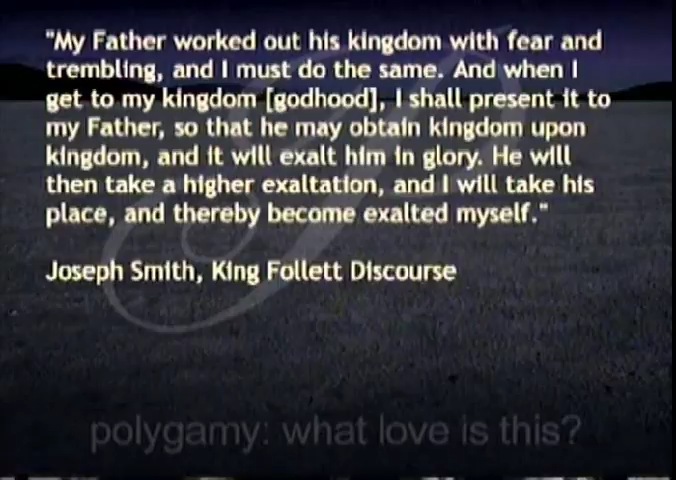 "My Father worked out his kingdom with fear and
trembling, and I must do the same. And when I
get to my kingdom [godhood], I shall present it to
my Father, so that he may obtain kingdom upon
kingdom, and it will exalt him in glory. He will
then take a higher exaltation, and I will take his
place, and thereby become exalted myself."
Joseph Smith, King Follett Discourse
polygamy: what love is this?